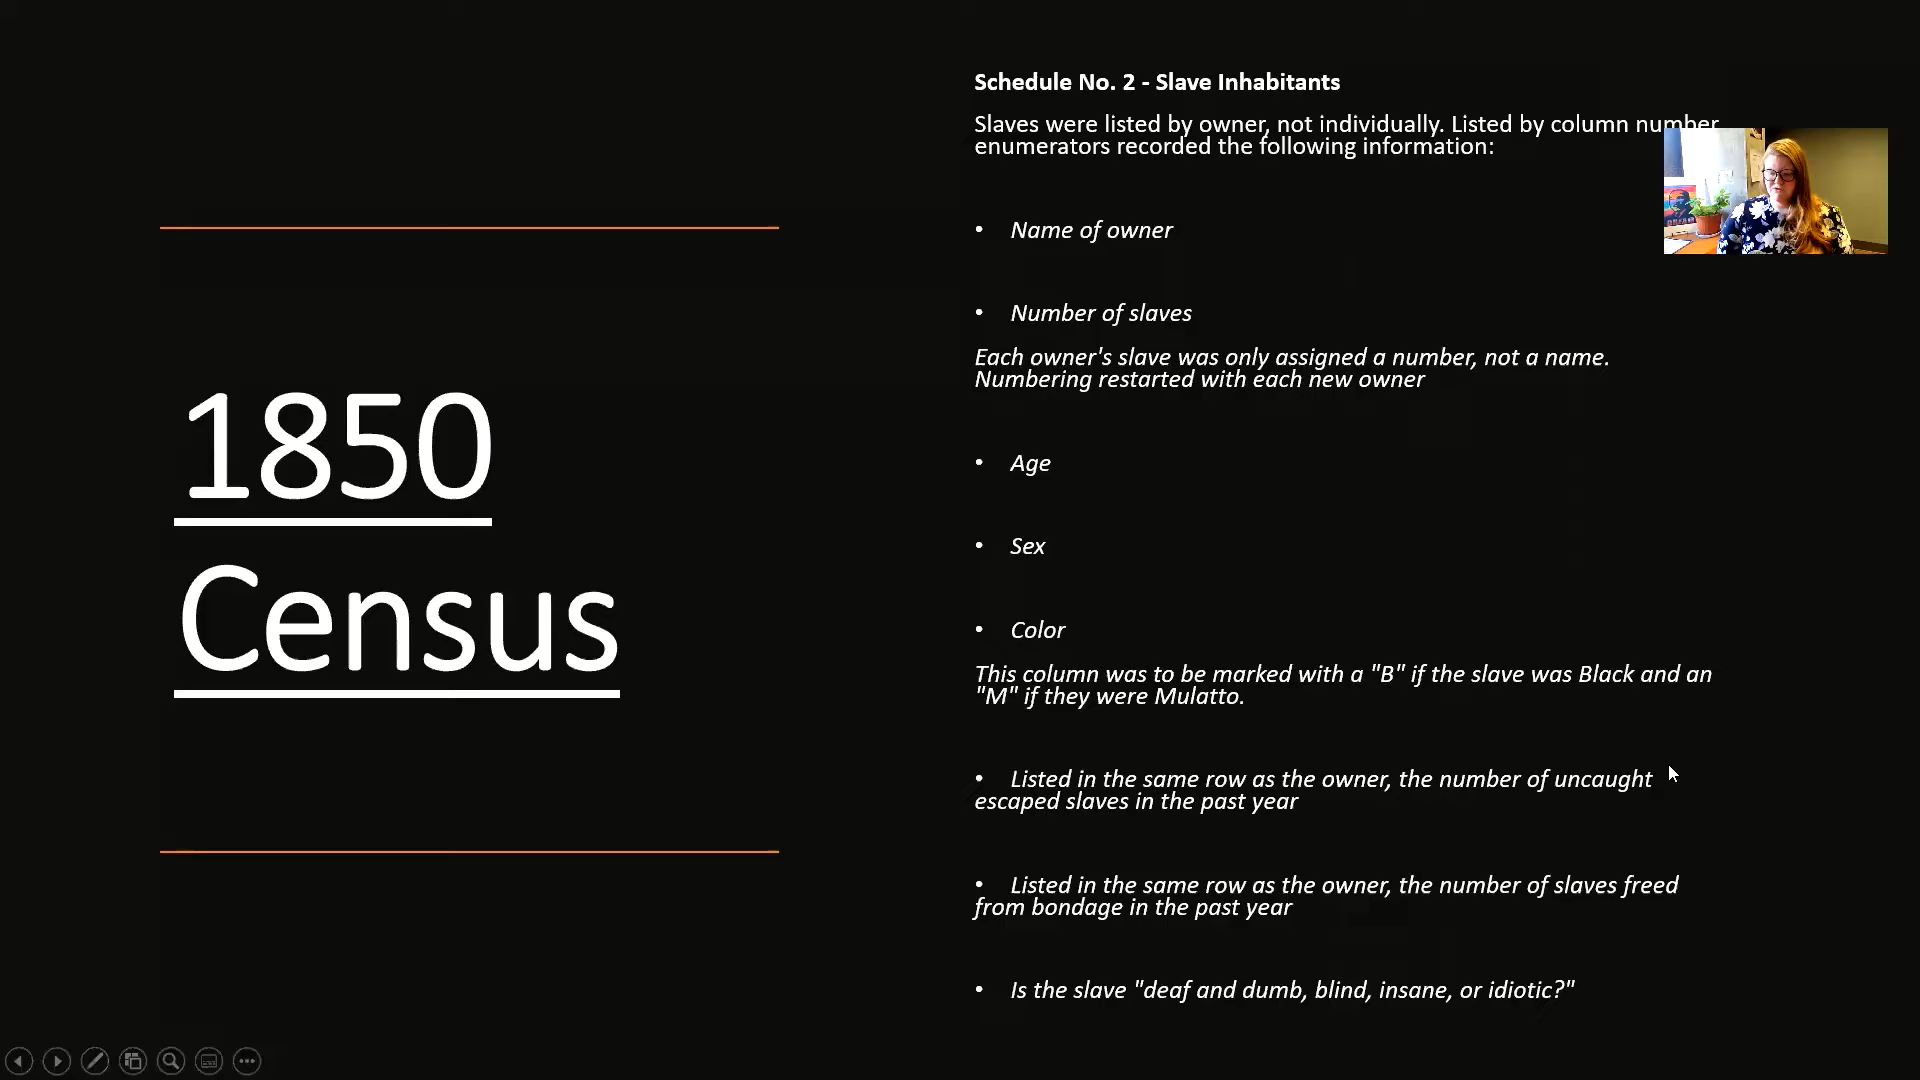 1850
Census
Schedule No. 2 - Slave Inhabitants
Slaves were listed by owner, not individually. Listed by column number
enumerators recorded the following information:
• Name of owner
• Number of slaves
Each owner's slave was only assigned a number, not a name.
Numbering restarted with each new owner
• Age
• Sex
• Color
This column was to be marked with a "B" if the slave was Black and an
"M" if they were Mulatto.
• Listed in the same row as the owner, the number of uncaught
escaped slaves in the past year
• Listed in the same row as the owner, the number of slaves freed
from bondage in the past year
• Is the slave "deaf and dumb, blind, insane, or idiotic?"